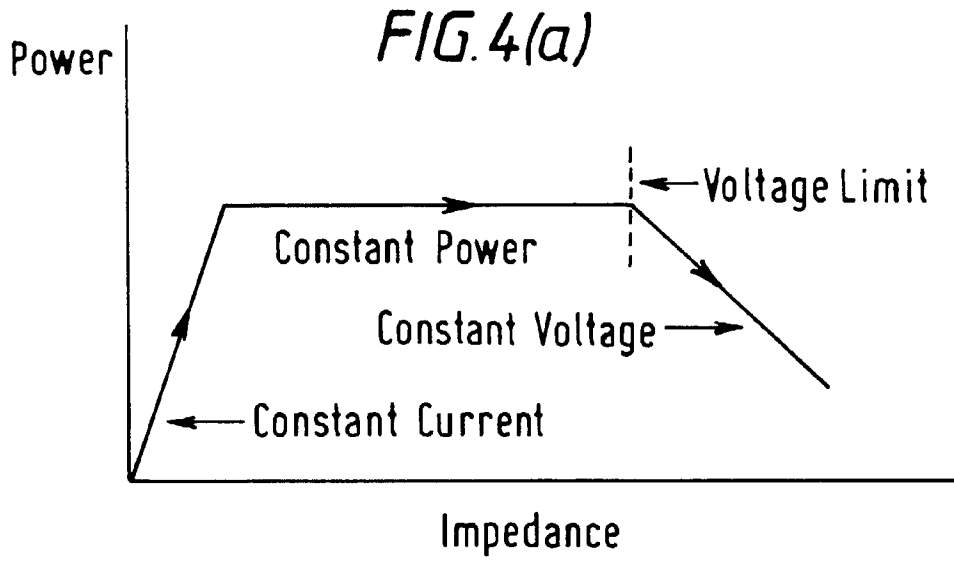 FIG. 4(a)
Power
Voltage Limit
Constant Power
Constant Voltage
Constant Current
Impedance